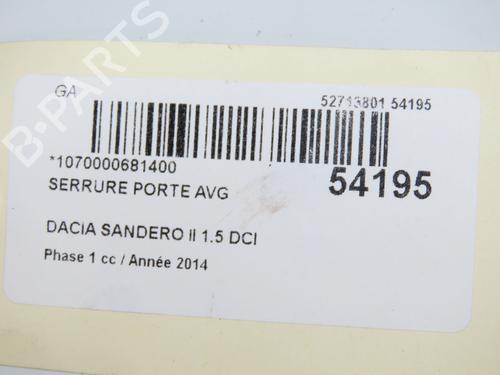 GA
52713801 54195
*1070000681400
54195
SERRURE PORTE AVG
DACIA SANDERO II 1.5 DCI
Phase 1 cc / Année 2014
B-PARTS